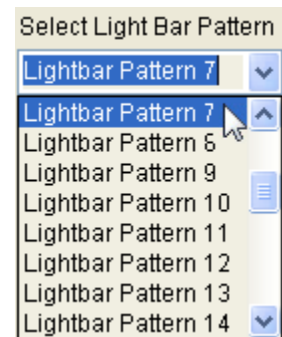 Select Light Bar Pattern
Lightbar Pattern 7
Lightbar Pattern 7
Lightbar Pattern 8
Lightbar Pattern 9
Lightbar Pattern 10
Lightbar Pattern 11
Lightbar Pattern 12
Lightbar Pattern 13
Lightbar Pattern 14